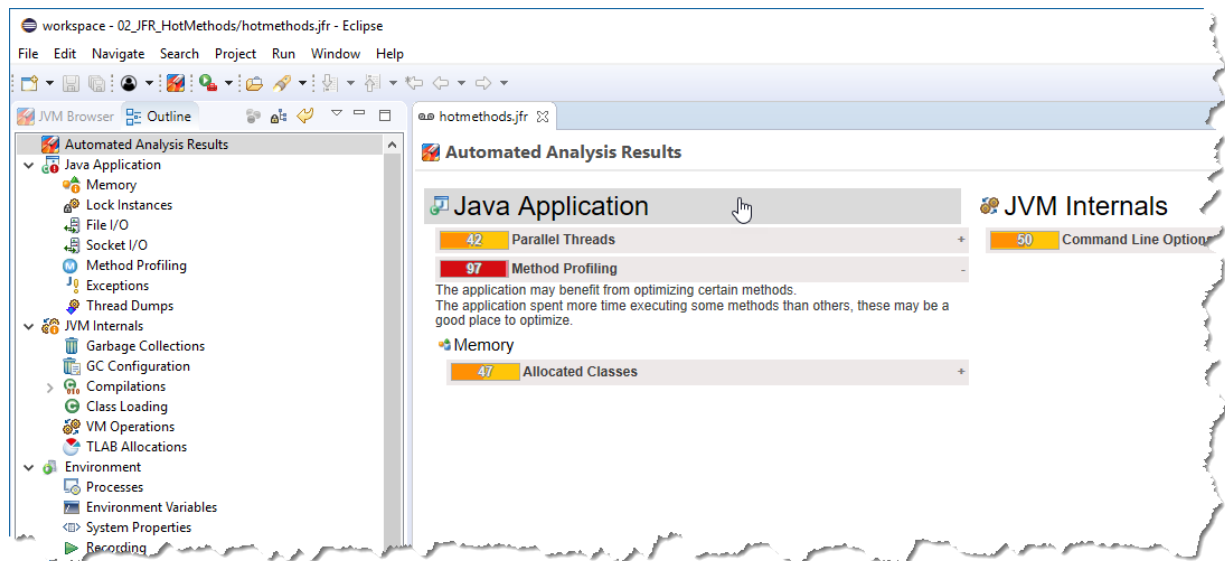 workspace - 02_JFR_HotMethods/hotmethods.jfr - Eclipse
File Edit Navigate Search Project Run Window Help
JVM Browser Outline
Automated Analysis Results
Java Application
Memory
Lock Instances
File I/O
Socket I/O
Method Profiling
Exceptions
Thread Dumps
JVM Internals
Garbage Collections
GC Configuration
Compilations
Class Loading
VM Operations
TLAB Allocations
Environment
Processes
Environment Variables
System Properties
Recording
hotmethods.jfr
Automated Analysis Results
Java Application
42 Parallel Threads +
97 Method Profiling -
The application may benefit from optimizing certain methods.
The application spent more time executing some methods than others, these may be a
good place to optimize.
Memory
47 Allocated Classes +
JVM Internals
50 Command Line Option